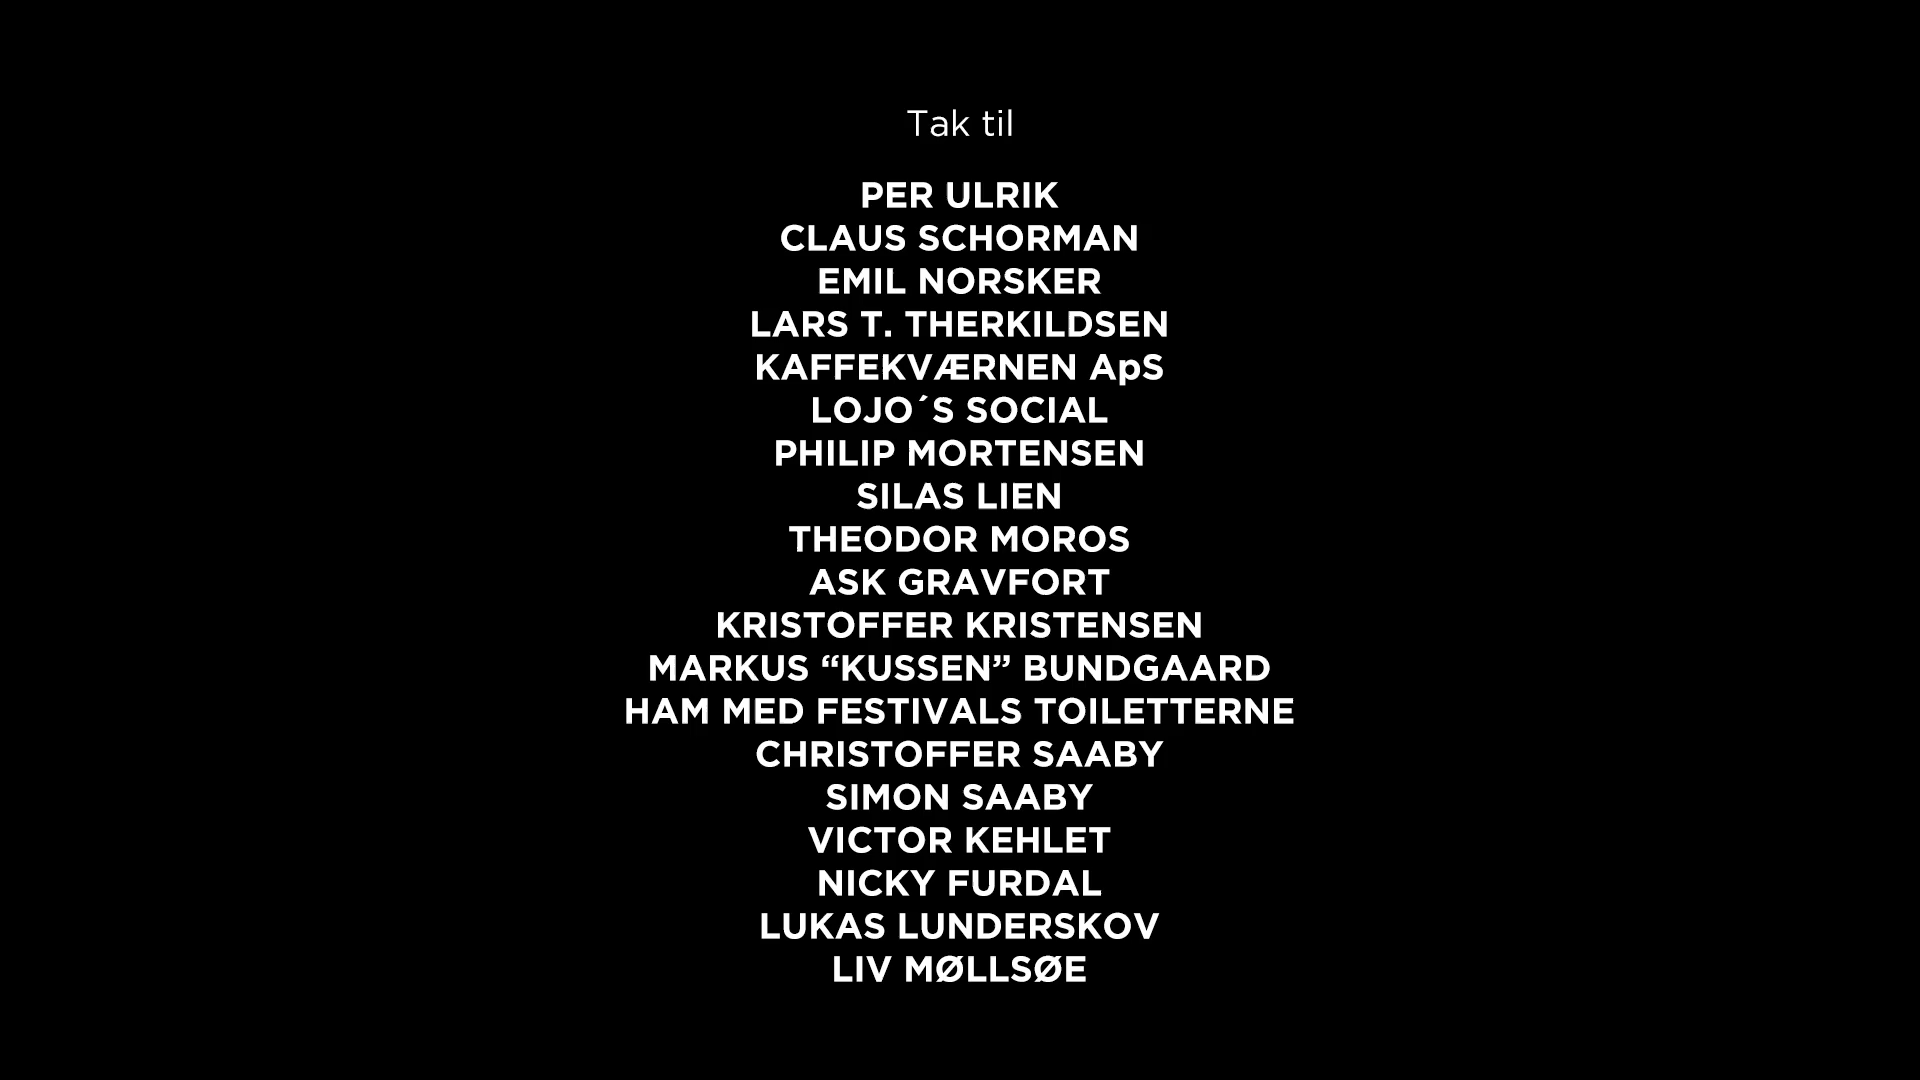 Tak til
PER ULRIK
CLAUS SCHORMAN
EMIL NORSKER
LARS T. THERKILDSEN
KAFFEKVÆRNEN ApS
LOJO´S SOCIAL
PHILIP MORTENSEN
SILAS LIEN
THEODOR MOROS
ASK GRAVFORT
KRISTOFFER KRISTENSEN
MARKUS “KUSSEN” BUNDGAARD
HAM MED FESTIVALS TOILETTERNE
CHRISTOFFER SAABY
SIMON SAABY
VICTOR KEHLET
NICKY FURDAL
LUKAS LUNDERSKOV
LIV MØLLSØE